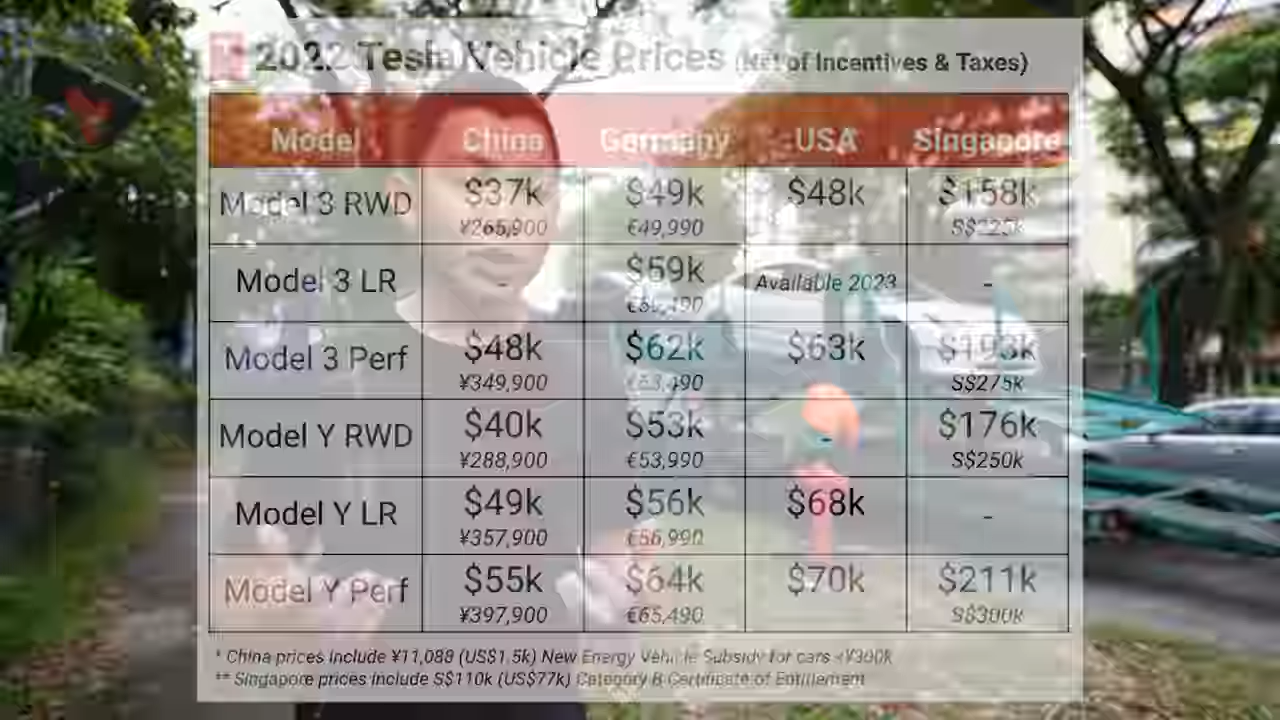 2022 Tesla Vehicle Prices (Net of Incentives & Taxes)
Model China Germany USA Singapore
Model 3 RWD $37k $49k $48k $158k
¥265,900 €49,990 S$225k
Model 3 LR - $59k Available 2023 -
Model 3 Perf $48k $62k $63k $193k
¥349,900 €63,490 S$275k
Model Y RWD $40k $53k - $176k
¥288,900 €53,990 S$250k
Model Y LR $49k $56k $68k -
¥357,900 €56,990
Model Y Perf $55k $64k $70k $211k
¥397,900 €65,490 S$300k
* China prices include ¥11,088 (US$1.5k) New Energy Vehicle Subsidy for cars <¥300k
** Singapore prices include S$110k (US$77k) Category B Certificate of Entitlement